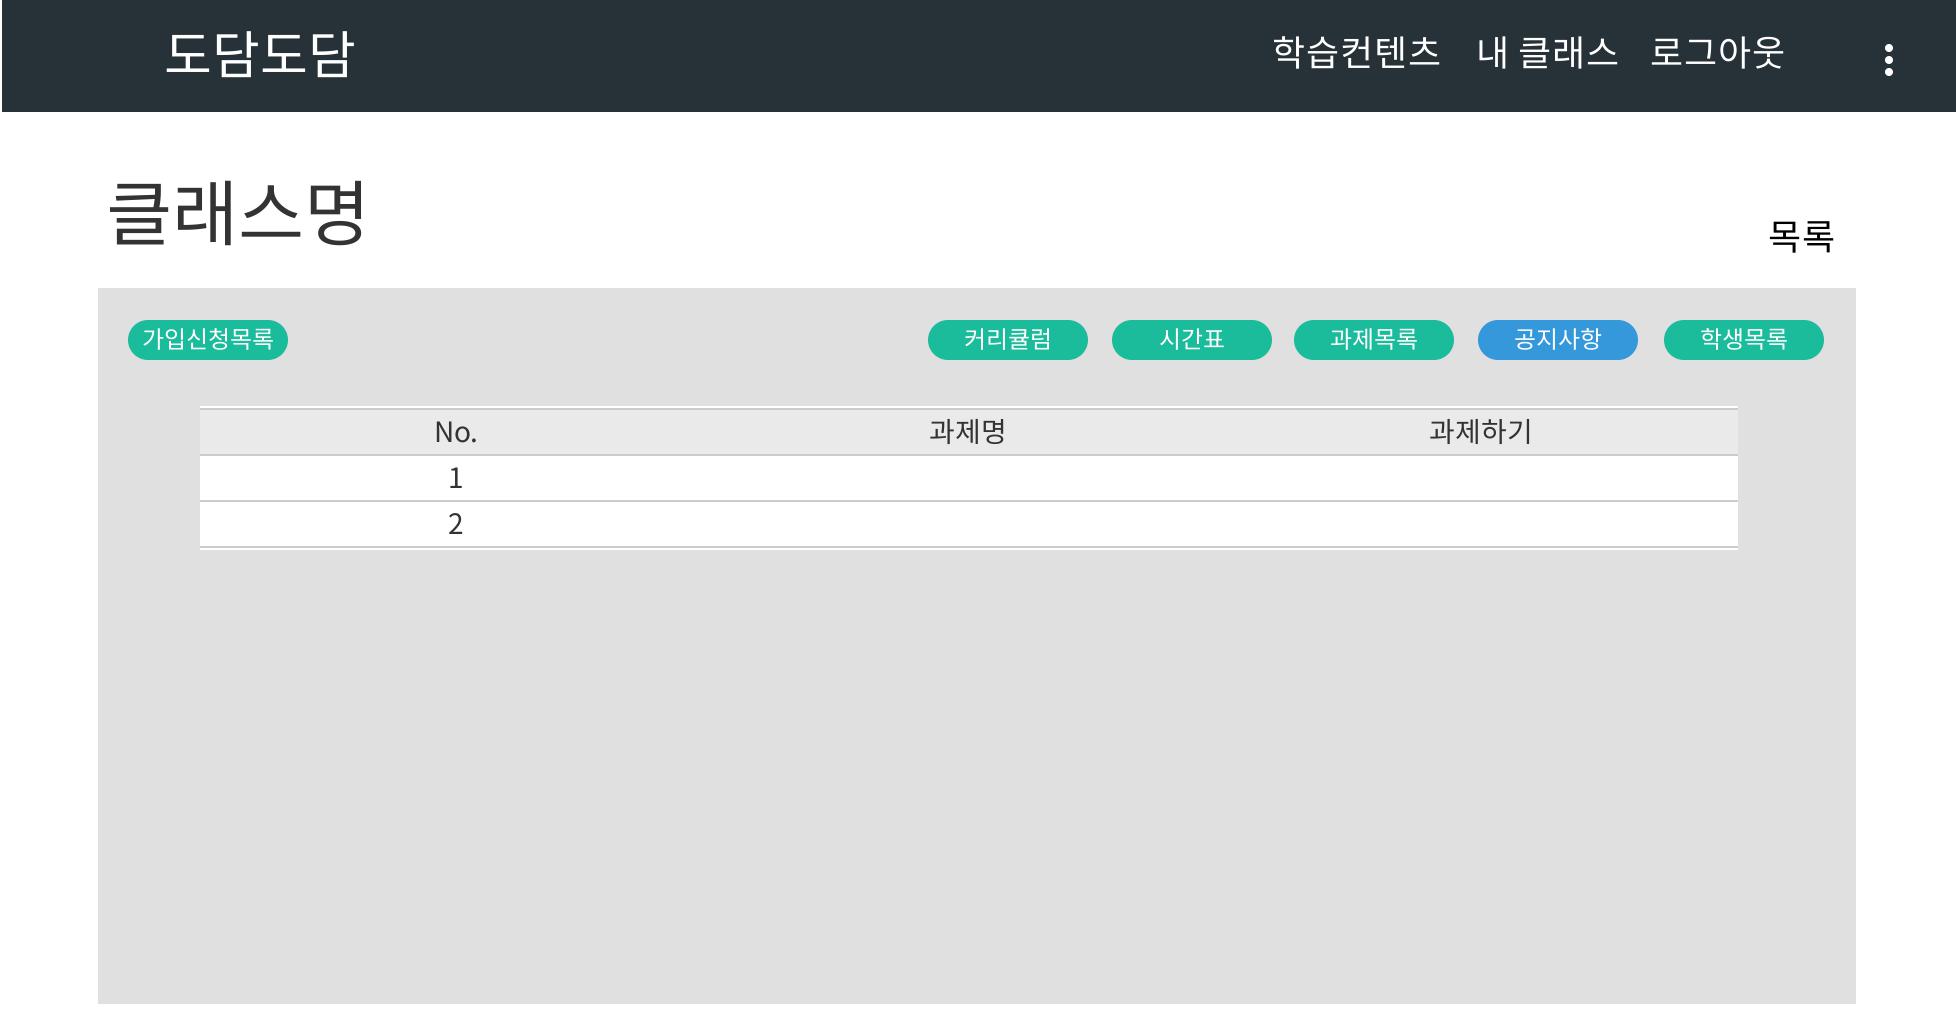 도담도담 학습컨텐츠 내 클래스 로그아웃
클래스명
목록
가입신청목록 커리큘럼 시간표 과제목록 공지사항 학생목록
No. 과제명 과제하기
1
2